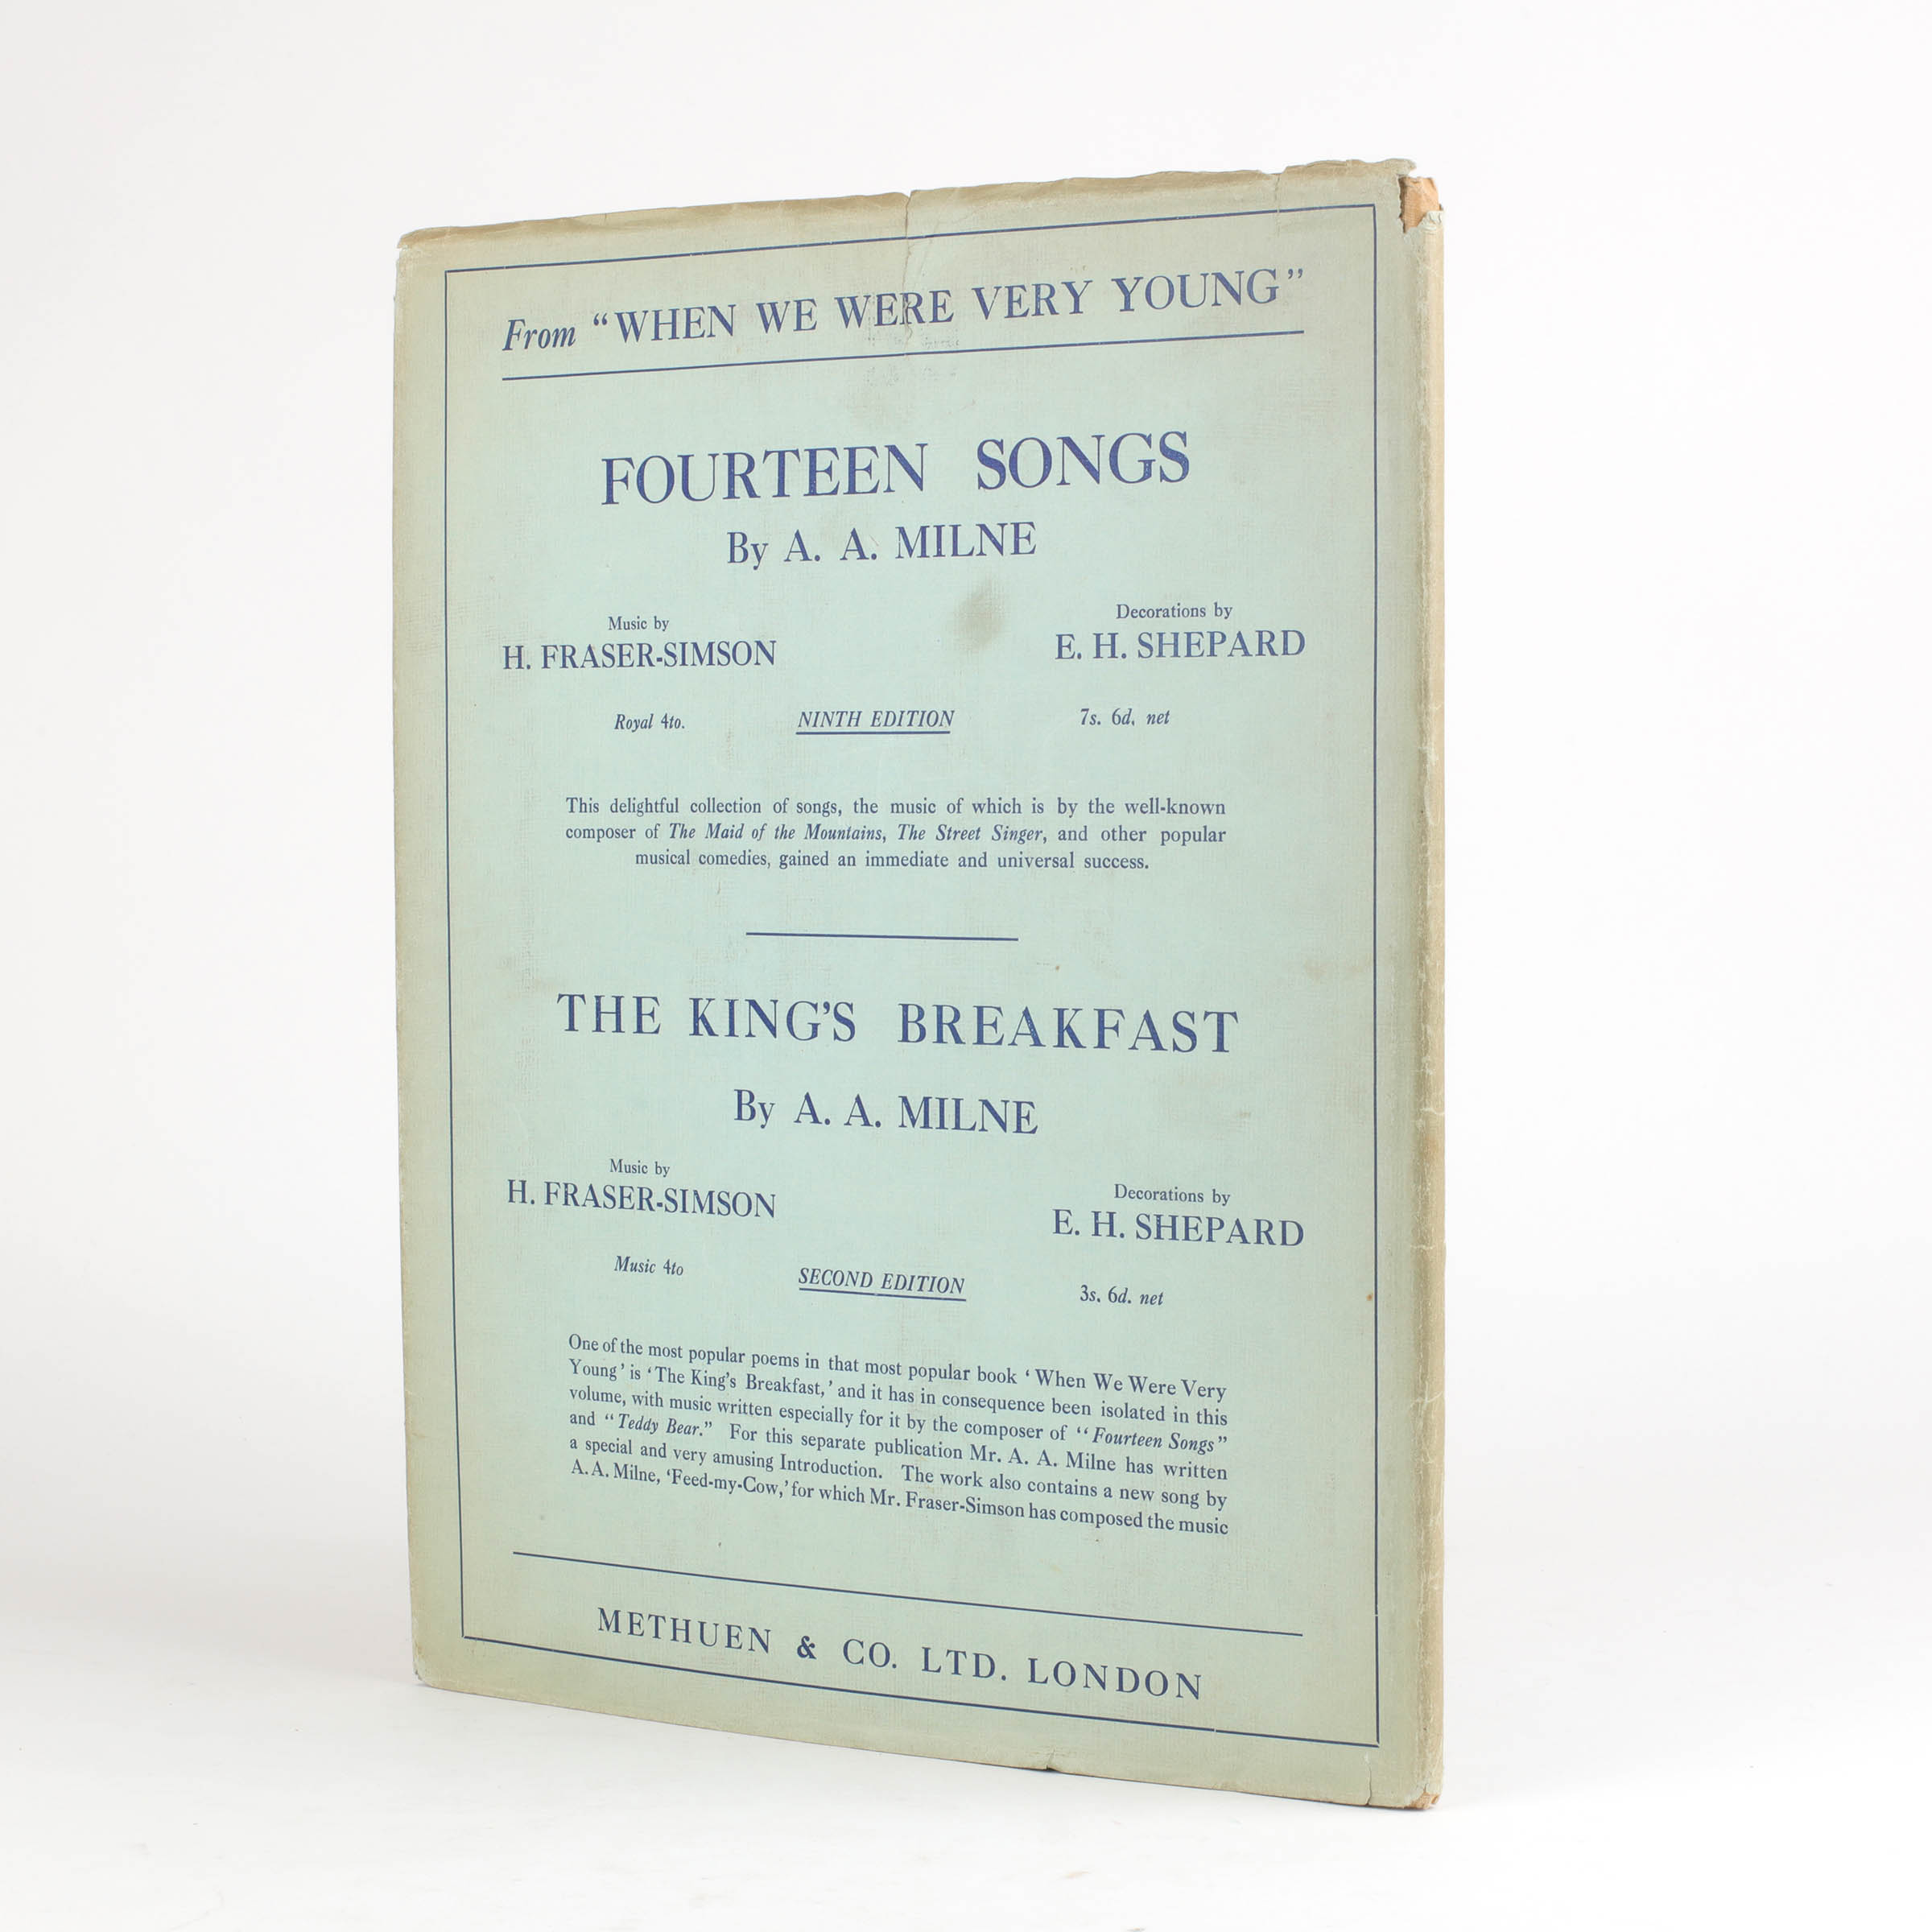 From “WHEN WE WERE VERY YOUNG”
FOURTEEN SONGS
By A. A. MILNE
Music by
H. FRASER-SIMSON
Decorations by
E. H. SHEPARD
Royal 4to. NINTH EDITION 7s. 6d. net
This delightful collection of songs, the music of which is by the well-known
composer of The Maid of the Mountains, The Street Singer, and other popular
musical comedies, gained an immediate and universal success.
THE KING’S BREAKFAST
By A. A. MILNE
Music by
H. FRASER-SIMSON
Decorations by
E. H. SHEPARD
Music 4to SECOND EDITION 3s. 6d. net
One of the most popular poems in that most popular book ‘When We Were Very
Young’ is ‘The King’s Breakfast,’ and it has in consequence been isolated in this
volume, with music written especially for it by the composer of “Fourteen Songs”
and “Teddy Bear.” For this separate publication Mr. A. A. Milne has written
a special and very amusing Introduction. The work also contains a new song by
A. A. Milne, ‘Feed-my-Cow,’ for which Mr. Fraser-Simson has composed the music
METHUEN & CO. LTD. LONDON